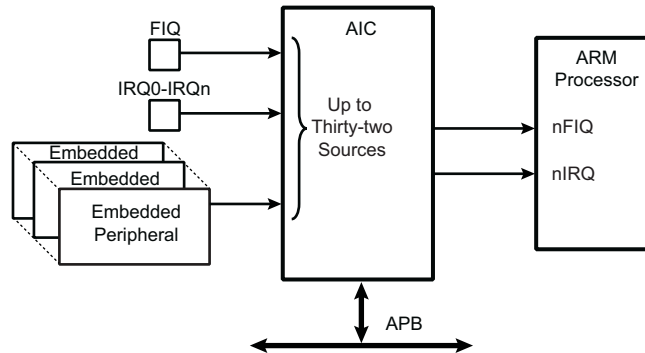 FIQ
IRQ0-IRQn
Embedded
Embedded
Embedded
Peripheral
AIC
Up to
Thirty-two
Sources
ARM
Processor
nFIQ
nIRQ
APB